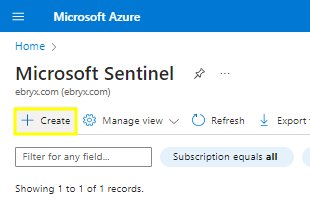 Microsoft Azure
Home >
Microsoft Sentinel
ebryx.com (ebryx.com)
+ Create Manage view Refresh Export
Filter for any field... Subscription equals all
Showing 1 to 1 of 1 records.